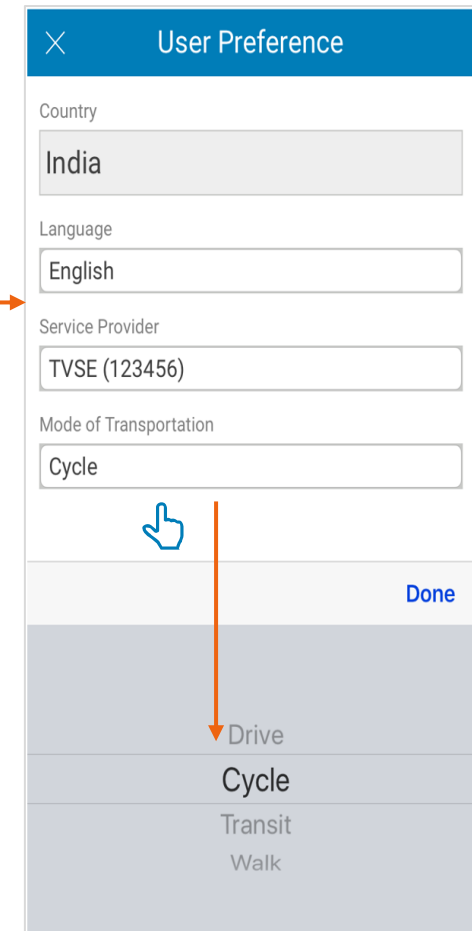 User Preference
Country
India
Language
English
Service Provider
TVSE (123456)
Mode of Transportation
Cycle
Done
Drive
Cycle
Transit
Walk